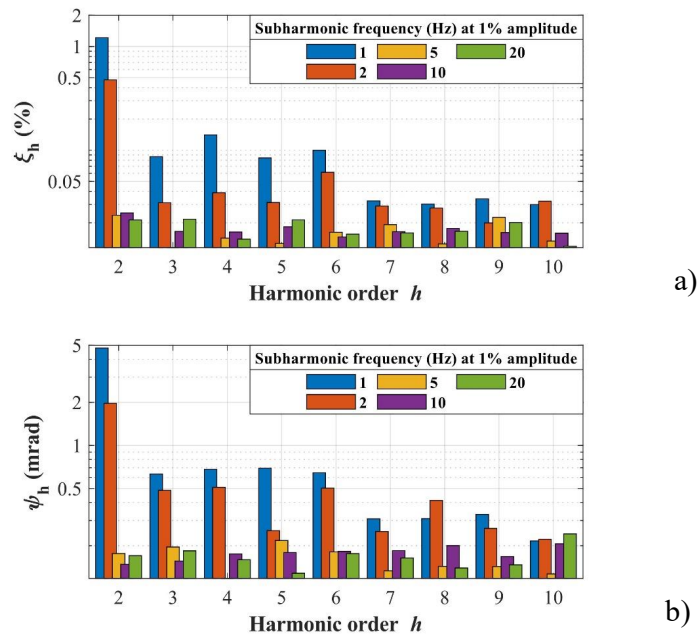 Subharmonic frequency (Hz) at 1% amplitude
1 5 20
2 10
2
1
0.5
0.05
ξh (%)
2 3 4 5 6 7 8 9 10
Harmonic order h
a)
Subharmonic frequency (Hz) at 1% amplitude
1 5 20
2 10
5
2
1
0.5
ψh (mrad)
2 3 4 5 6 7 8 9 10
Harmonic order h
b)